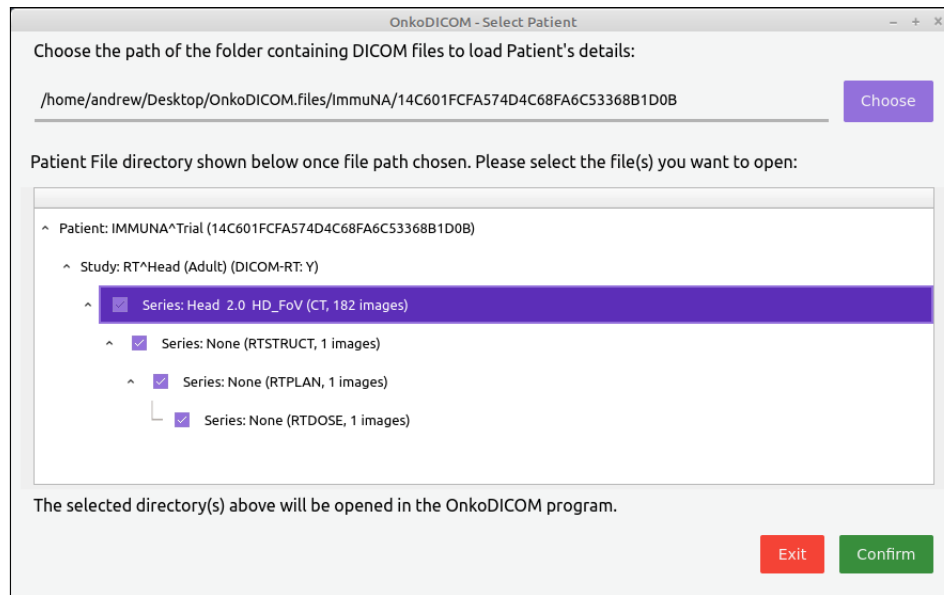 OnkoDICOM - Select Patient
Choose the path of the folder containing DICOM files to load Patient's details:
/home/andrew/Desktop/OnkoDICOM.files/ImmuNA/14C601FCFA574D4C68FA6C53368B1D0B
Choose
Patient File directory shown below once file path chosen. Please select the file(s) you want to open:
Patient: IMMUNA^Trial (14C601FCFA574D4C68FA6C53368B1D0B)
Study: RT^Head (Adult) (DICOM-RT: Y)
Series: Head 2.0 HD_FoV (CT, 182 images)
Series: None (RTSTRUCT, 1 images)
Series: None (RTPLAN, 1 images)
Series: None (RTDOSE, 1 images)
The selected directory(s) above will be opened in the OnkoDICOM program.
Exit
Confirm